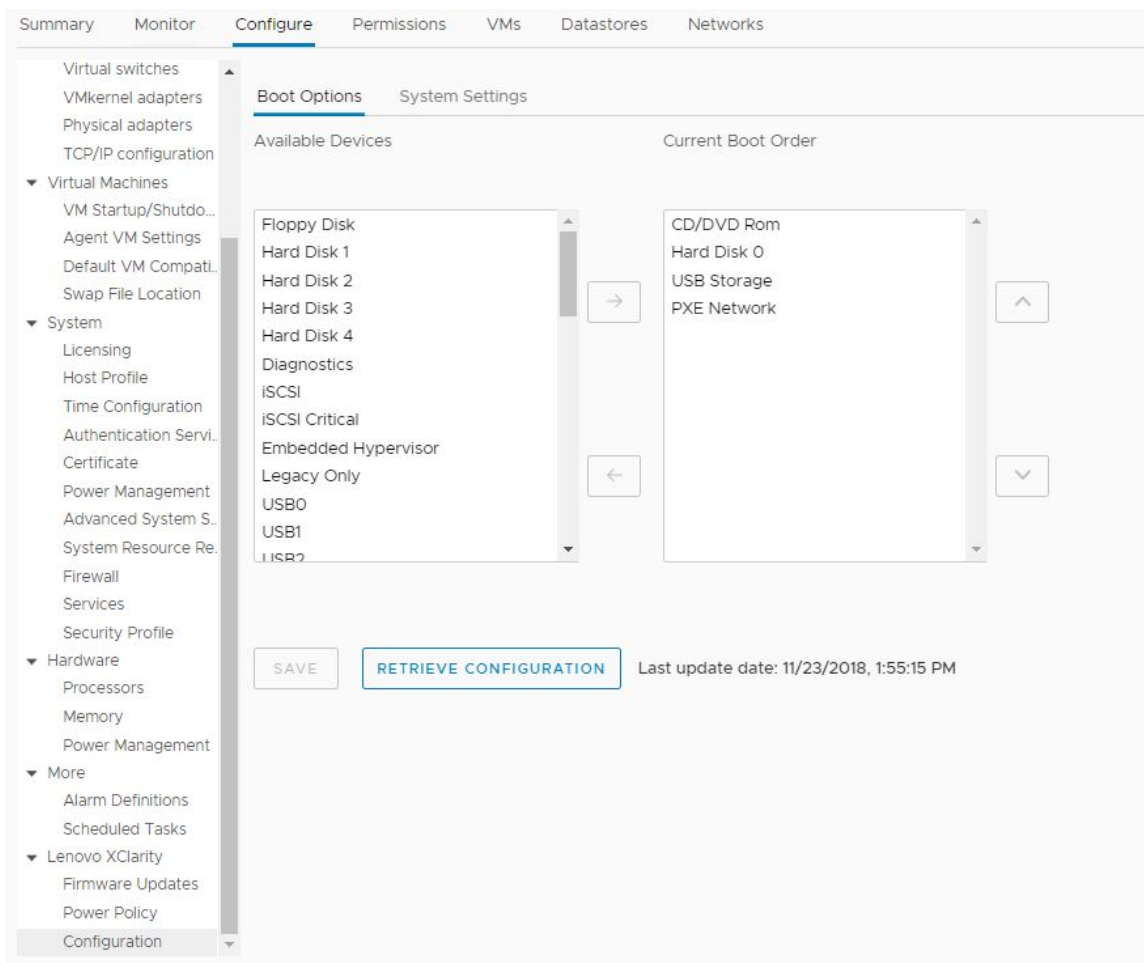 Summary Monitor Configure Permissions VMs Datastores Networks
Virtual switches
VMkernel adapters
Physical adapters
TCP/IP configuration
Virtual Machines
VM Startup/Shutdo...
Agent VM Settings
Default VM Compati..
Swap File Location
System
Licensing
Host Profile
Time Configuration
Authentication Servi..
Certificate
Power Management
Advanced System S..
System Resource Re.
Firewall
Services
Security Profile
Hardware
Processors
Memory
Power Management
More
Alarm Definitions
Scheduled Tasks
Lenovo XClarity
Firmware Updates
Power Policy
Configuration
Boot Options System Settings
Available Devices
Floppy Disk
Hard Disk 1
Hard Disk 2
Hard Disk 3
Hard Disk 4
Diagnostics
iSCSI
iSCSI Critical
Embedded Hypervisor
Legacy Only
USB0
USB1
USB2
Current Boot Order
CD/DVD Rom
Hard Disk 0
USB Storage
PXE Network
SAVE RETRIEVE CONFIGURATION Last update date: 11/23/2018, 1:55:15 PM